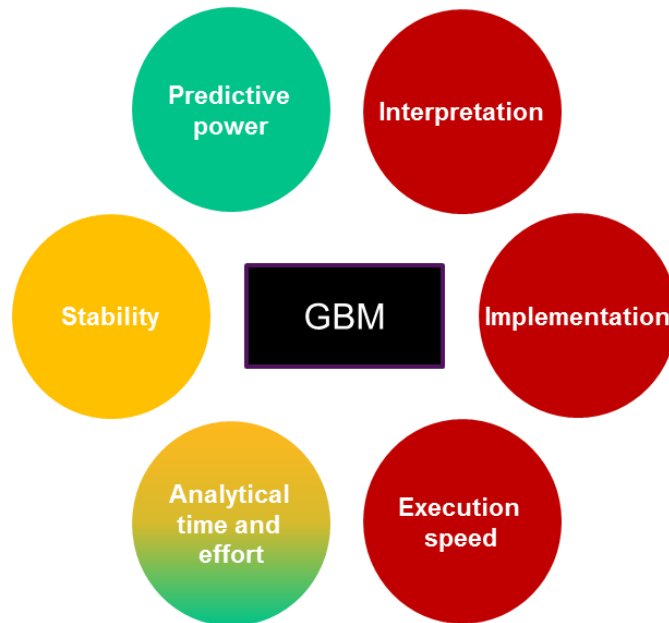 Predictive
power
Interpretation
Stability
GBM
Implementation
Analytical
time and
effort
Execution
speed